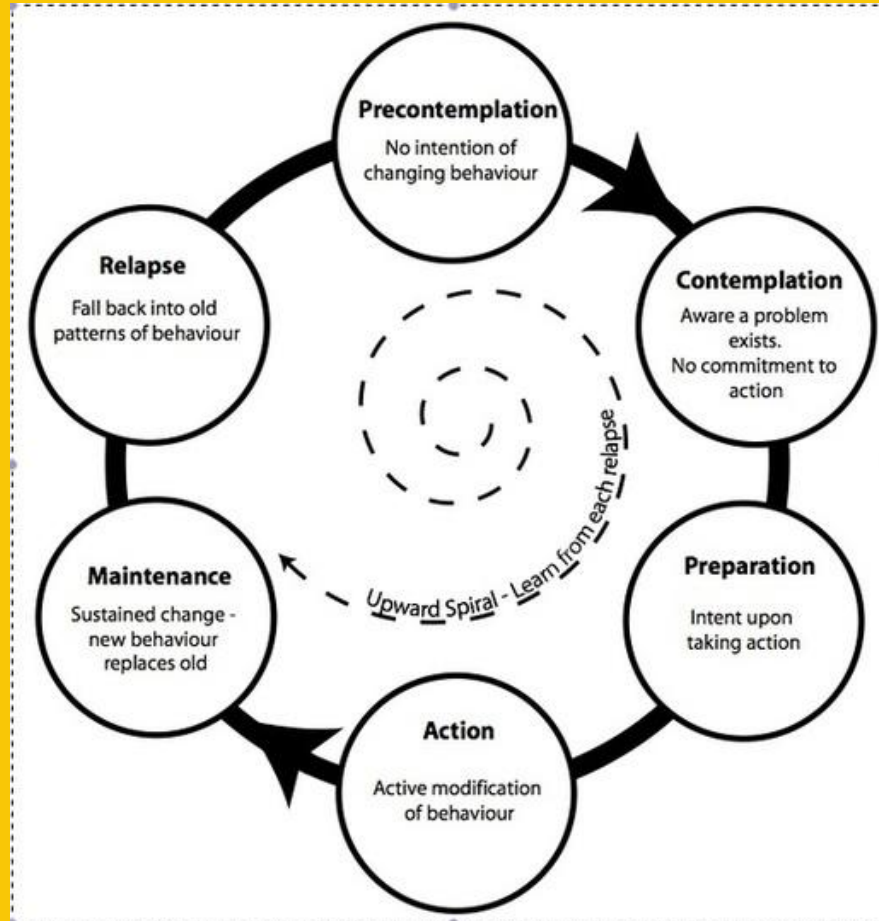 Precontemplation
No intention of
changing behaviour
Contemplation
Aware a problem
exists.
No commitment to
action
Preparation
Intent upon
taking action
Action
Active modification
of behaviour
Maintenance
Sustained change -
new behaviour
replaces old
Relapse
Fall back into old
patterns of behaviour
Upward Spiral - Learn from each relapse